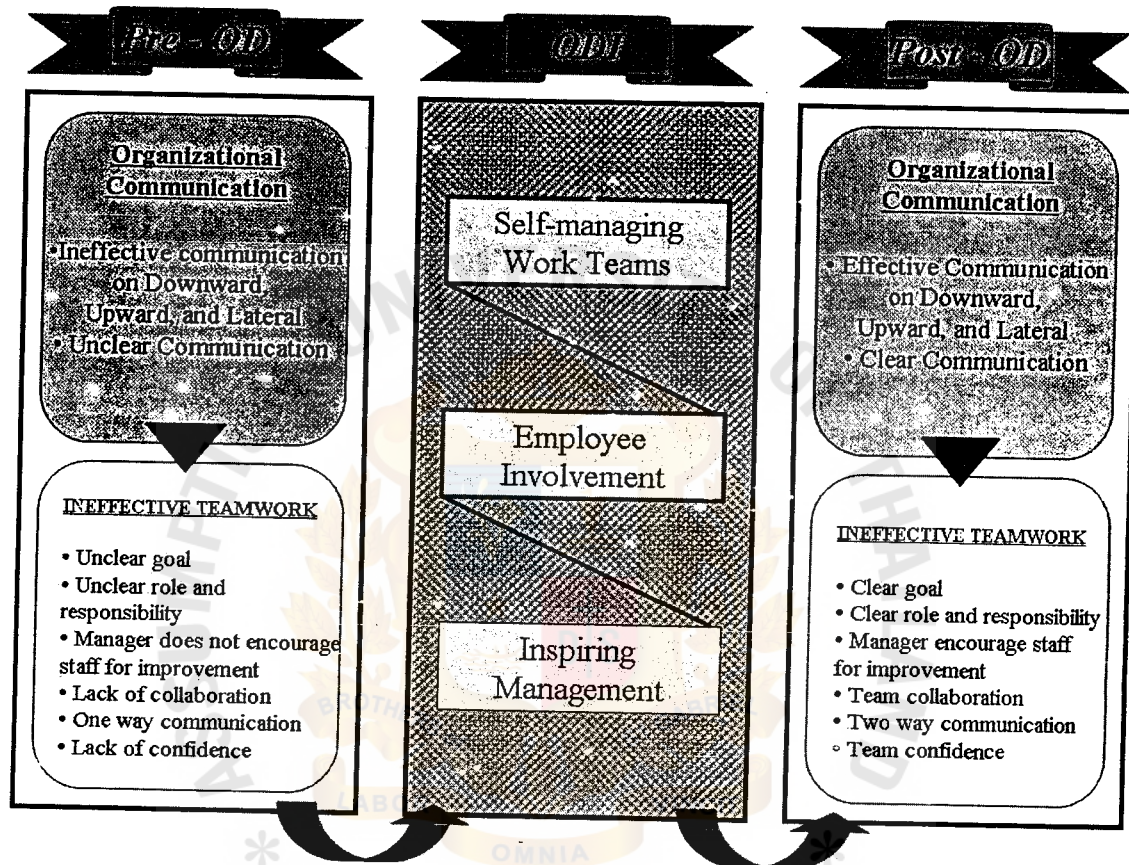 Pre - OD
Organizational
Communication
•Ineffective communication
on Downward,
Upward, and Lateral
• Unclear Communication
INEFFECTIVE TEAMWORK
• Unclear goal
• Unclear role and
responsibility
• Manager does not encourage
staff for improvement
• Lack of collaboration
• One way communication
• Lack of confidence
ODI
Self-managing
Work Teams
Employee
Involvement
Inspiring
Management
Post - OD
Organizational
Communication
• Effective Communication
on Downward,
Upward, and Lateral
• Clear Communication
INEFFECTIVE TEAMWORK
• Clear goal
• Clear role and responsibility
• Manager encourage staff
for improvement
• Team collaboration
• Two way communication
• Team confidence
OMNIA